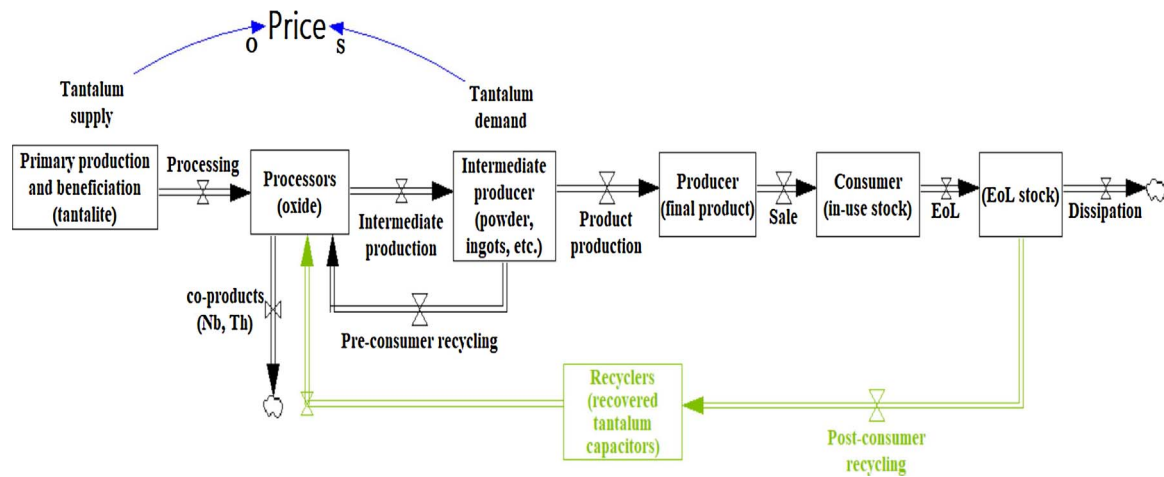 Price
o
s
Tantalum
supply
Tantalum
demand
Primary production
and beneficiation
(tantalite)
Processing
Processors
(oxide)
Intermediate
production
Intermediate
producer
(powder,
ingots, etc.)
Product
production
Producer
(final product)
Sale
Consumer
(in-use stock)
EoL
(EoL stock)
Dissipation
co-products
(Nb, Th)
Pre-consumer recycling
Recyclers
(recovered
tantalum
capacitors)
Post-consumer
recycling